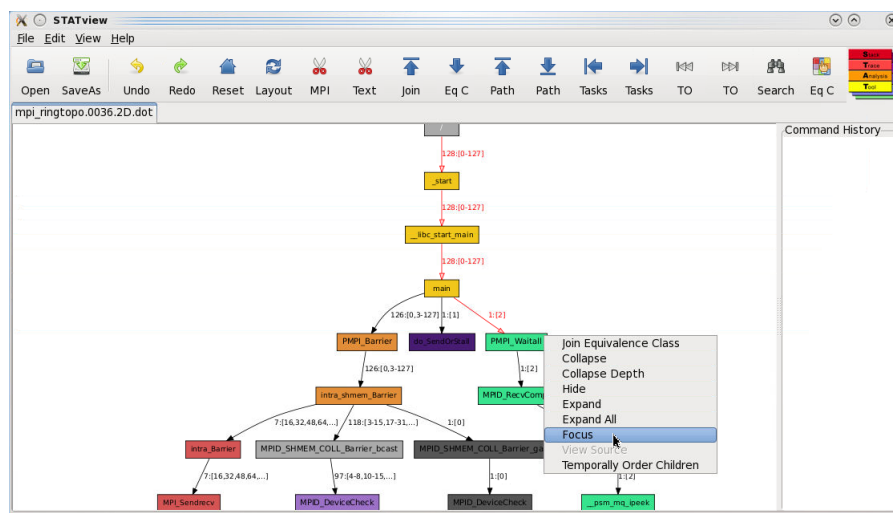 STATview
File Edit View Help
Open SaveAs Undo Redo Reset Layout MPI Text Join Eq C Path Path Tasks Tasks TO TO Search Eq C
Stack
Trace
Analysis
Tool
mpi_ringtopo.0036.2D.dot
Command History
/
128:[0-127]
_start
128:[0-127]
__libc_start_main
128:[0-127]
main
126:[0,3-127] 1:[1] 1:[2]
PMPI_Barrier do_SendOrStall PMPI_Waitall
126:[0,3-127] 1:[2]
intra_shmem_Barrier
7:[16,32,48,64,...] 118:[3-15,17-31,...] 1:[0]
intra_Barrier MPID_SHMEM_COLL_Barrier_bcast
7:[16,32,48,64,...] 97:[4-8,10-15,...] 1:[0] 1:[2]
MPI_Sendrecv MPID_DeviceCheck MPID_DeviceCheck __psm_mq_ipeek
Join Equivalence Class
Collapse
Collapse Depth
Hide
Expand
Expand All
Focus
View Source
Temporally Order Children